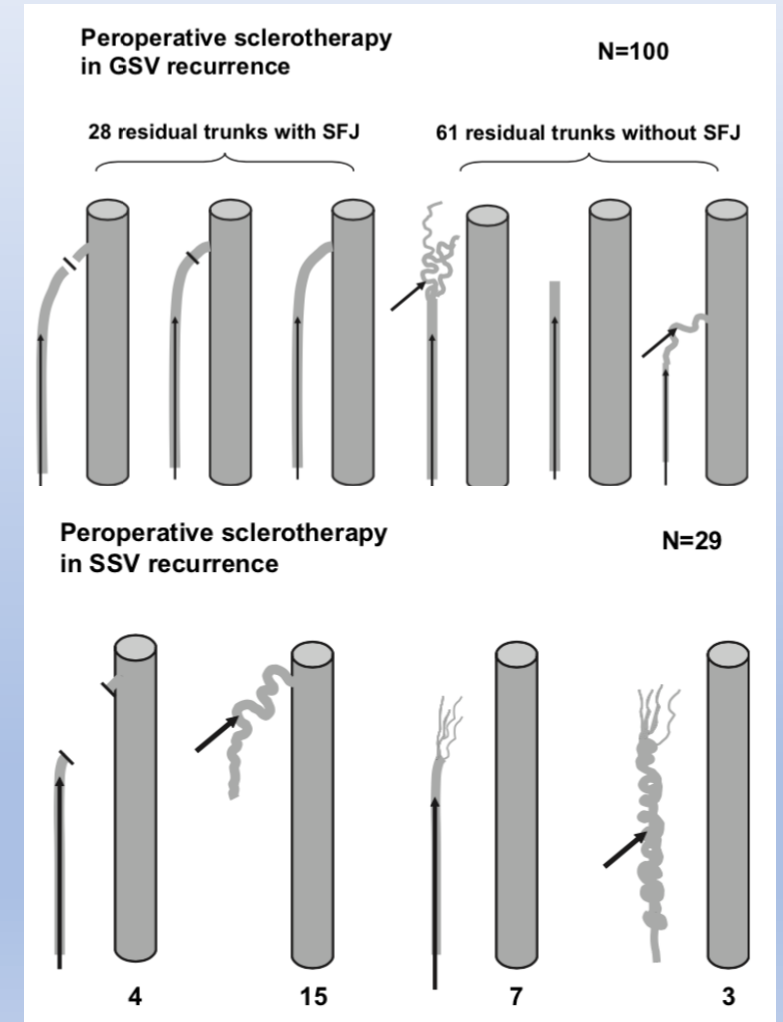 Peroperative sclerotherapy
in GSV recurrence
N=100
28 residual trunks with SFJ
61 residual trunks without SFJ
Peroperative sclerotherapy
in SSV recurrence
N=29
4
15
7
3